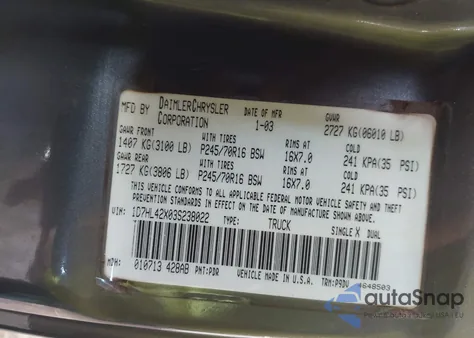 MFD BY DAIMLERCHRYSLER CORPORATION DATE OF MFR 1-03 GVWR 2727 KG(06010 LB)
GAWR FRONT WITH TIRES RIMS AT COLD
1407 KG(3100 LB) P245/70R16 BSW 16X7.0 241 KPA(35 PSI)
GAWR REAR WITH TIRES RIMS AT COLD
1727 KG(3806 LB) P245/70R16 BSW 16X7.0 241 KPA(35 PSI)
THIS VEHICLE CONFORMS TO ALL APPLICABLE FEDERAL MOTOR VEHICLE SAFETY AND
THEFT PREVENTION STANDARDS IN EFFECT ON THE DATE OF MANUFACTURE SHOWN ABOVE.
VIN: 1D7HL42X03S238022 TYPE: TRUCK SINGLE X DUAL
MDH: 010713 428AB PNT:PDR VEHICLE MADE IN U.S.A. TRM:P9DV 4648503
autoSnap